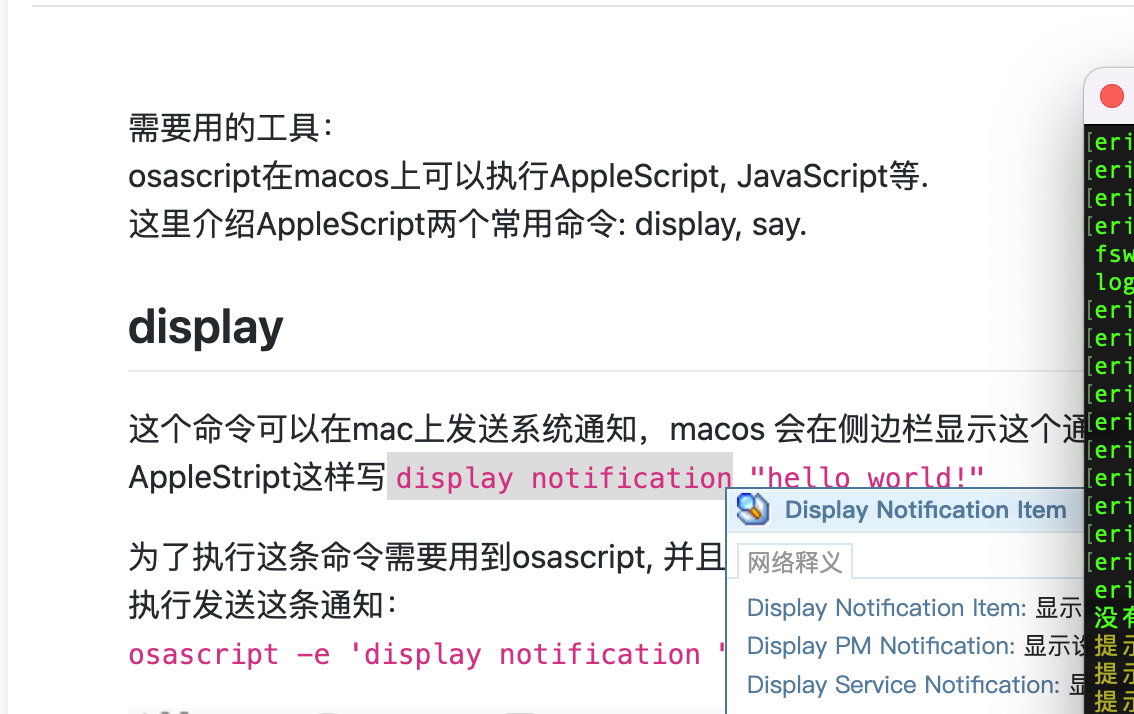 需要用的工具：
osascript在macos上可以执行AppleScript, JavaScript等.
这里介绍AppleScript两个常用命令: display, say.
display
这个命令可以在mac上发送系统通知，macos 会在侧边栏显示这个通
AppleStript这样写 display notification "hello world!"
为了执行这条命令需要用到osascript, 并且
执行发送这条通知：
osascript -e 'display notification '
Display Notification Item
网络释义
Display Notification Item: 显示
Display PM Notification: 显示设
Display Service Notification: 显
[eri
[eri
[eri
[eri
fsw
log
[eri
[eri
[eri
[eri
[eri
[eri
[eri
[eri
[eri
[eri
eri
没有
提示
提示
提示